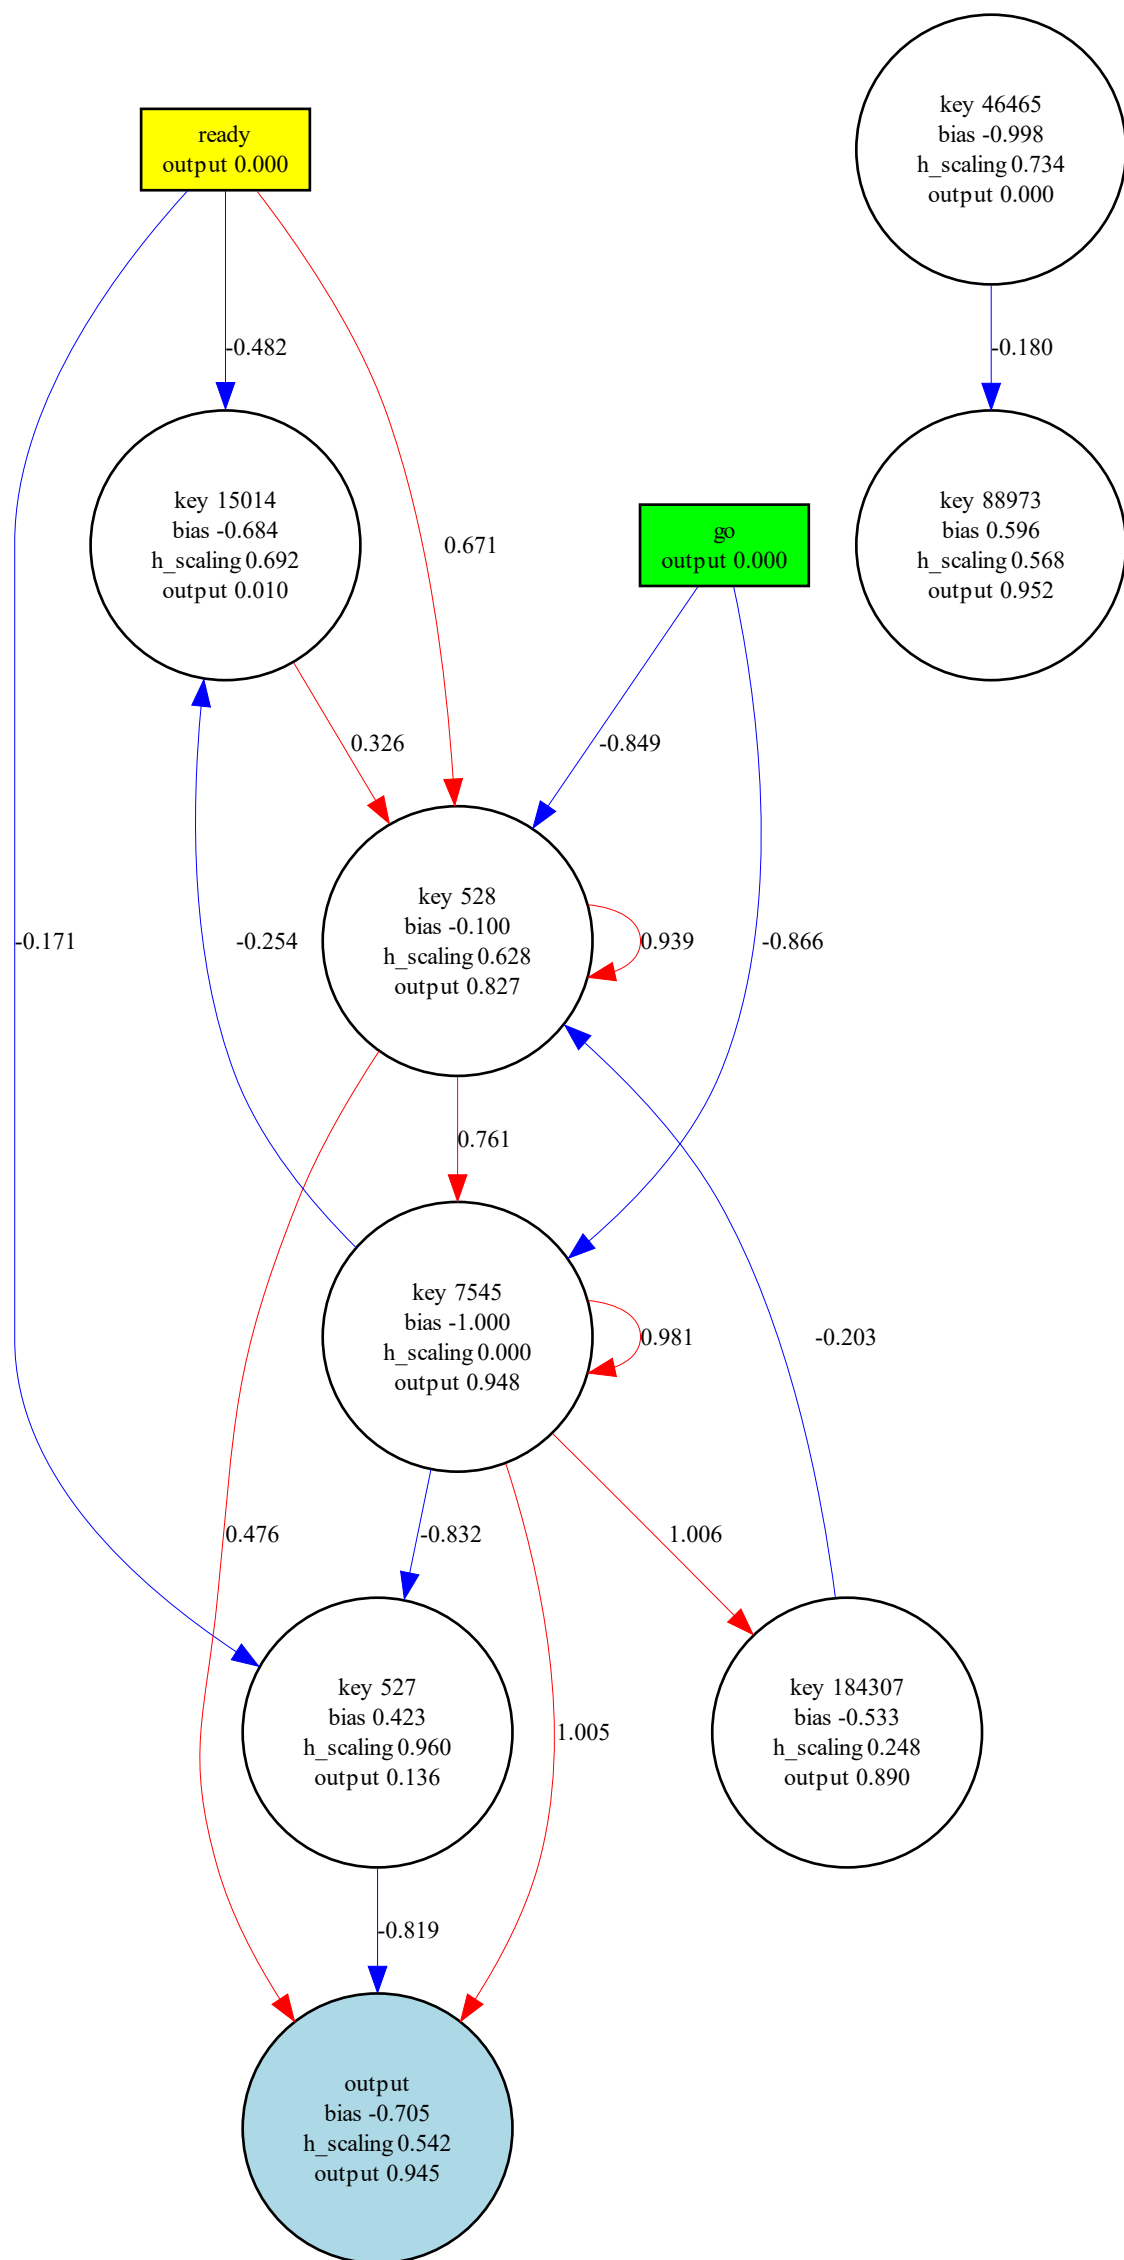 key 46465
bias -0.998
h_scaling 0.734
output 0.000
ready
output 0.000
-0.482
-0.180
key 15014
bias -0.684
h_scaling 0.692
output 0.010
0.671
go
output 0.000
key 88973
bias 0.596
h_scaling 0.568
output 0.952
0.326
-0.849
-0.171
-0.254
key 528
bias -0.100
h_scaling 0.628
output 0.827
0.939
-0.866
0.761
key 7545
bias -1.000
h_scaling 0.000
output 0.948
0.981
-0.203
0.476
-0.832
1.006
key 527
bias 0.423
h_scaling 0.960
output 0.136
1.005
key 184307
bias -0.533
h_scaling 0.248
output 0.890
-0.819
output
bias -0.705
h_scaling 0.542
output 0.945